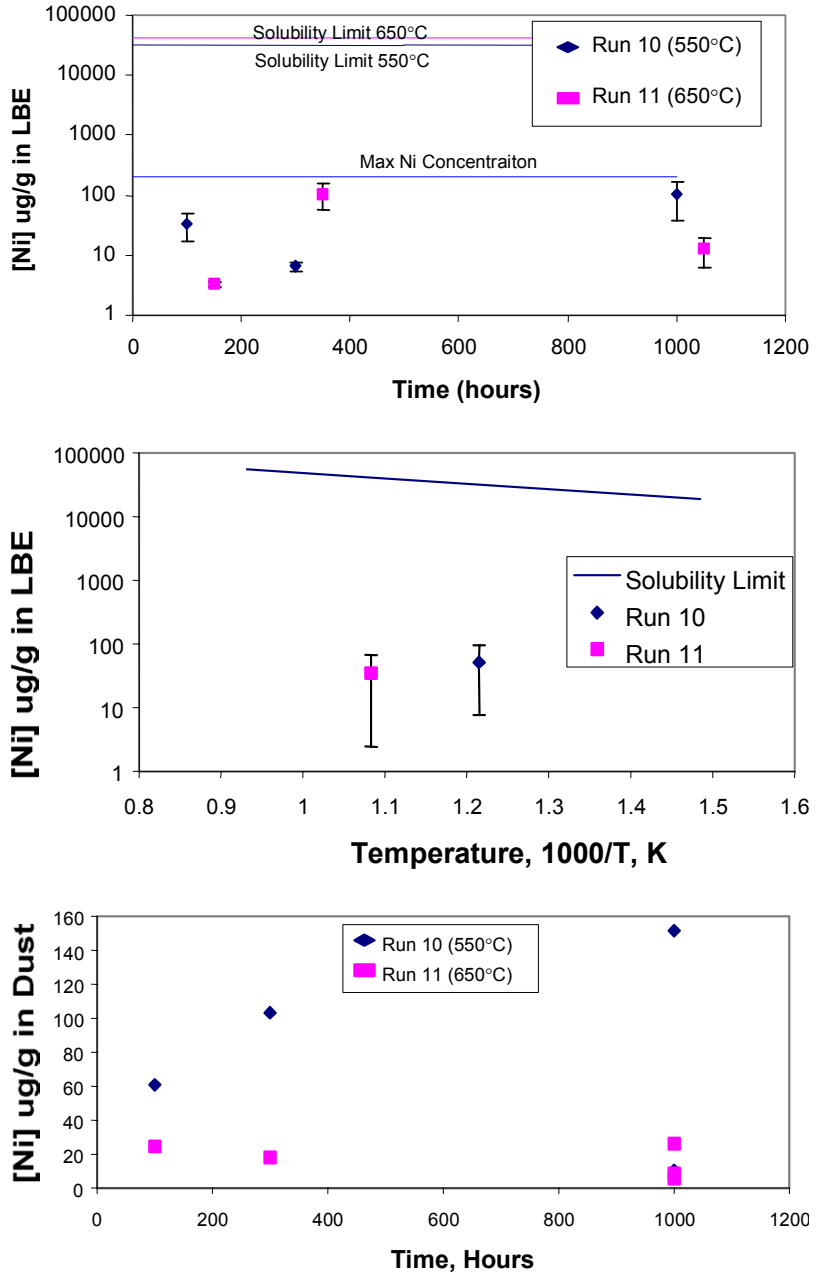 Solubility Limit 650°C
Solubility Limit 550°C
Run 10 (550°C)
Run 11 (650°C)
Max Ni Concentraiton
[Ni] ug/g in LBE
100000
10000
1000
100
10
1
0
200
400
600
800
1000
1200
Time (hours)
[Ni] ug/g in LBE
100000
10000
1000
100
10
1
Solubility Limit
Run 10
Run 11
0.8
0.9
1
1.1
1.2
1.3
1.4
1.5
1.6
Temperature, 1000/T, K
[Ni] ug/g in Dust
160
140
120
100
80
60
40
20
0
Run 10 (550°C)
Run 11 (650°C)
0
200
400
600
800
1000
1200
Time, Hours